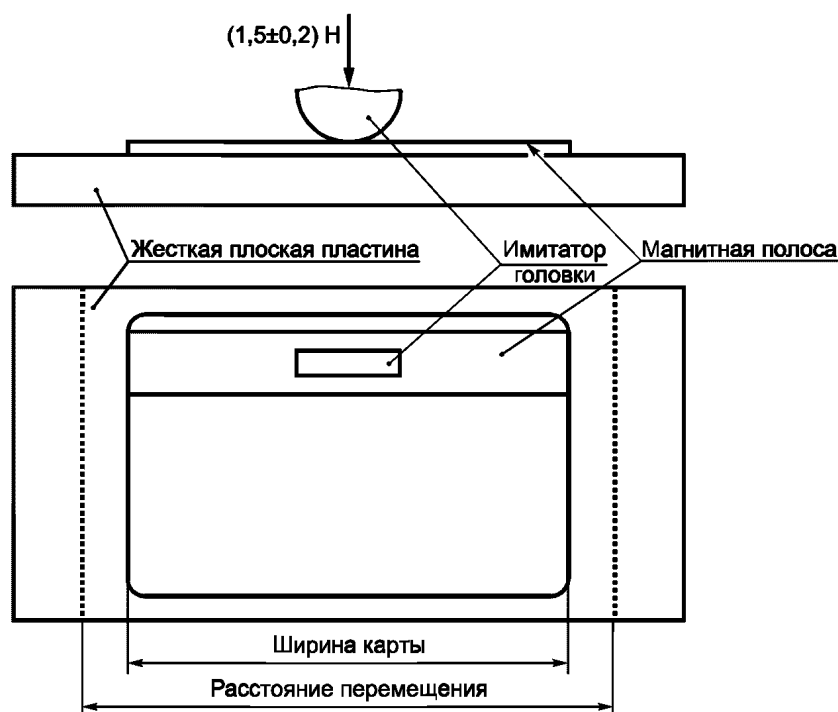 (1,5±0,2) Н
Жесткая плоская пластина
Имитатор
головки
Магнитная полоса
Ширина карты
Расстояние перемещения